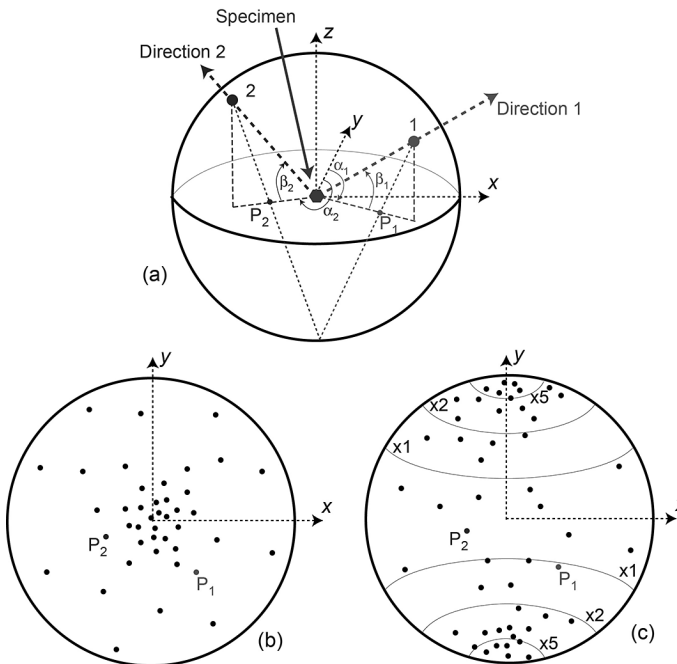 Specimen
z
Direction 2
2
y
1
Direction 1
α₁
β₂
β₁
x
α₂
P₂
P₁
(a)
y
x
P₂
P₁
(b)
y
x2
x5
x1
P₂
P₁
x1
x2
x5
(c)